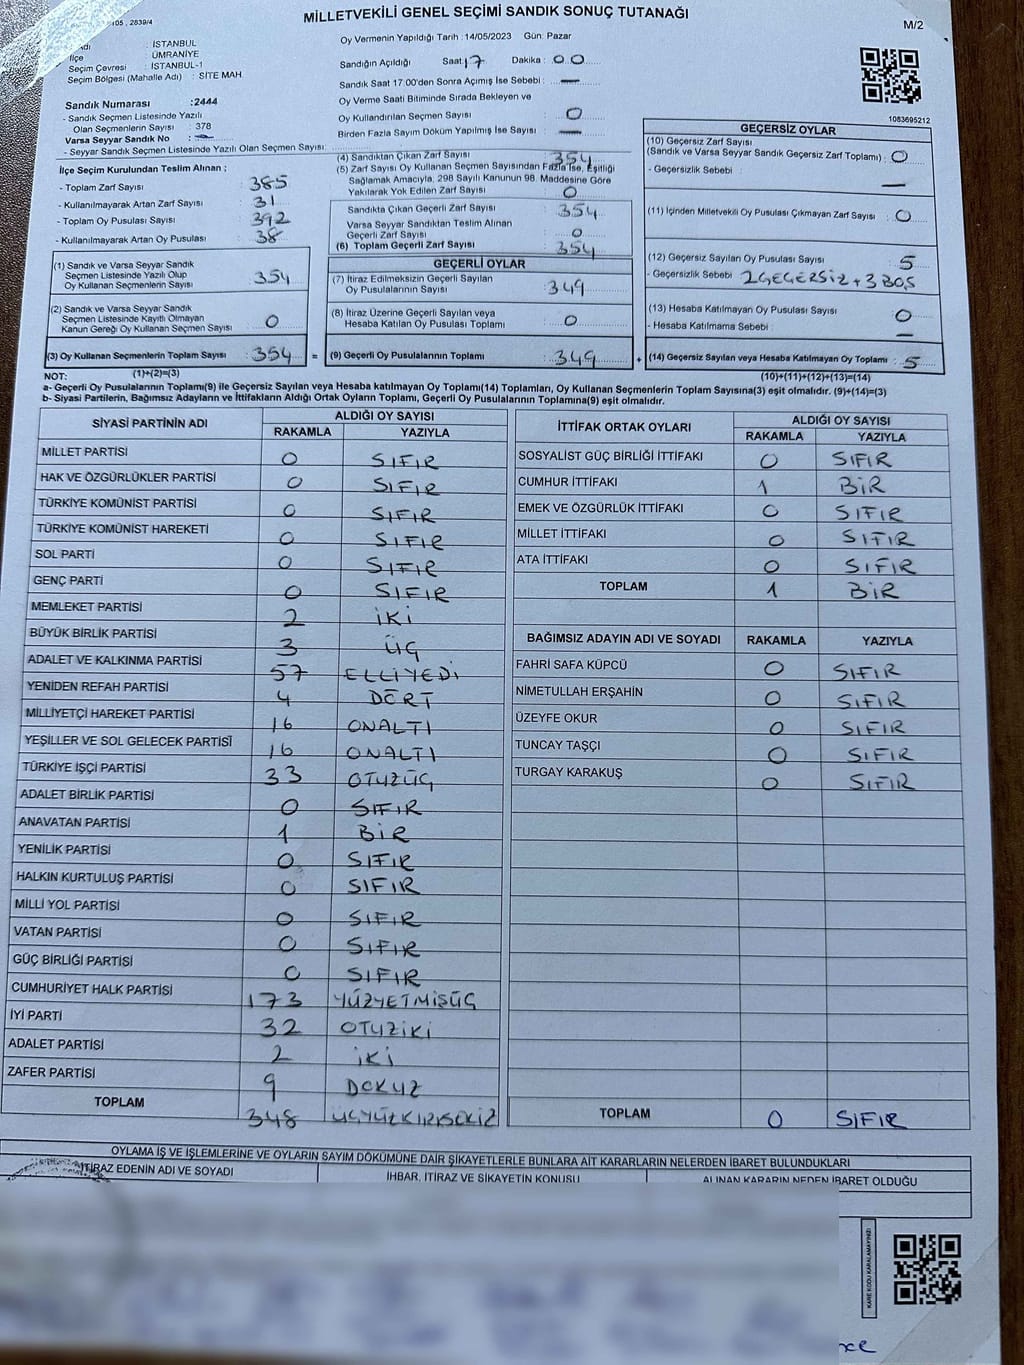 MİLLETVEKİLİ GENEL SEÇİMİ SANDIK SONUÇ TUTANAĞI
M/2
105 , 2839/4
: İSTANBUL
İlçe : ÜMRANİYE
Seçim Çevresi : İSTANBUL-1
Seçim Bölgesi (Mahalle Adı) : SİTE MAH.
Sandık Numarası :2444
- Sandık Seçmen Listesinde Yazılı
Olan Seçmenlerin Sayısı : 378
Varsa Seyyar Sandık No : —
- Seyyar Sandık Seçmen Listesinde Yazılı Olan Seçmen Sayısı :
İlçe Seçim Kurulundan Teslim Alınan ;
- Toplam Zarf Sayısı : 385
- Kullanılmayarak Artan Zarf Sayısı : 31
- Toplam Oy Pusulası Sayısı : 392
- Kullanılmayarak Artan Oy Pusulası : 38
(1) Sandık ve Varsa Seyyar Sandık
Seçmen Listesinde Yazılı Olup
Oy Kullanan Seçmenlerin Sayısı : 354
(2) Sandık ve Varsa Seyyar Sandık
Seçmen Listesinde Kayıtlı Olmayan
Kanun Gereği Oy Kullanan Seçmen Sayısı : 0
(3) Oy Kullanan Seçmenlerin Toplam Sayısı : 354
Oy Vermenin Yapıldığı Tarih : 14/05/2023 Gün: Pazar
Sandığın Açıldığı Saat 17 Dakika : 00
Sandık Saat 17.00'den Sonra Açımış İse Sebebi : —
Oy Verme Saati Bitiminde Sırada Bekleyen ve
Oy Kullandırılan Seçmen Sayısı : 0
Birden Fazla Sayım Döküm Yapılmış İse Sayısı : —
(4) Sandıktan Çıkan Zarf Sayısı : 354
(5) Zarf Sayısı Oy Kullanan Seçmen Sayısından Fazla İse, Eşitliği
Sağlamak Amacıyla, 298 Sayılı Kanunun 98. Maddesine Göre
Yakılarak Yok Edilen Zarf Sayısı : 0
Sandıkta Çıkan Geçerli Zarf Sayısı : 354
Varsa Seyyar Sandıktan Teslim Alınan
Geçerli Zarf Sayısı : 0
(6) Toplam Geçerli Zarf Sayısı : 354
GEÇERLİ OYLAR
(7) İtiraz Edilmeksizin Geçerli Sayılan
Oy Pusulalarının Sayısı : 349
(8) İtiraz Üzerine Geçerli Sayılan veya
Hesaba Katılan Oy Pusulası Toplamı : 0
= (9) Geçerli Oy Pusulalarının Toplamı : 349
1053695212
GEÇERSİZ OYLAR
(10) Geçersiz Zarf Sayısı
(Sandık ve Varsa Seyyar Sandık Geçersiz Zarf Toplamı) : 0
- Geçersizlik Sebebi : —
(11) İçinden Milletvekili Oy Pusulası Çıkmayan Zarf Sayısı : 0
(12) Geçersiz Sayılan Oy Pusulası Sayısı : 5
- Geçersizlik Sebebi : 2 GEÇERSİZ + 3 BOŞ
(13) Hesaba Katılmayan Oy Pusulası Sayısı : 0
- Hesaba Katılmama Sebebi : —
+ (14) Geçersiz Sayılan veya Hesaba Katılmayan Oy Toplamı : 5
NOT: (1)+(2)=(3) (10)+(11)+(12)+(13)=(14)
a- Geçerli Oy Pusulalarının Toplamı(9) ile Geçersiz Sayılan veya Hesaba katılmayan Oy Toplamı(14) Toplamları, Oy Kullanan Seçmenlerin Toplam Sayısına(3) eşit olmalıdır. (9)+(14)=(3)
b- Siyasi Partilerin, Bağımsız Adayların ve İttifakların Aldığı Ortak Oyların Toplamı, Geçerli Oy Pusulalarının Toplamına(9) eşit olmalıdır.
SİYASİ PARTİNİN ADI ALDIĞI OY SAYISI
RAKAMLA YAZIYLA
MİLLET PARTİSİ 0 SIFIR
HAK VE ÖZGÜRLÜKLER PARTİSİ 0 SIFIR
TÜRKİYE KOMÜNİST PARTİSİ 0 SIFIR
TÜRKİYE KOMÜNİST HAREKETİ 0 SIFIR
SOL PARTİ 0 SIFIR
GENÇ PARTİ 0 SIFIR
MEMLEKET PARTİSİ 2 İKİ
BÜYÜK BİRLİK PARTİSİ 3 ÜÇ
ADALET VE KALKINMA PARTİSİ 57 ELLİYEDİ
YENİDEN REFAH PARTİSİ 4 DÖRT
MİLLİYETÇİ HAREKET PARTİSİ 16 ONALTI
YEŞİLLER VE SOL GELECEK PARTİSİ 16 ONALTI
TÜRKİYE İŞÇİ PARTİSİ 33 OTUZÜÇ
ADALET BİRLİK PARTİSİ 0 SIFIR
ANAVATAN PARTİSİ 1 BİR
YENİLİK PARTİSİ 0 SIFIR
HALKIN KURTULUŞ PARTİSİ 0 SIFIR
MİLLİ YOL PARTİSİ 0 SIFIR
VATAN PARTİSİ 0 SIFIR
GÜÇ BİRLİĞİ PARTİSİ 0 SIFIR
CUMHURİYET HALK PARTİSİ 173 YÜZYETMİŞÜÇ
İYİ PARTİ 32 OTUZİKİ
ADALET PARTİSİ 2 İKİ
ZAFER PARTİSİ 9 DOKUZ
TOPLAM 348 ÜÇYÜZKIRKSEKİZ
İTTİFAK ORTAK OYLARI ALDIĞI OY SAYISI
RAKAMLA YAZIYLA
SOSYALİST GÜÇ BİRLİĞİ İTTİFAKI 0 SIFIR
CUMHUR İTTİFAKI 1 BİR
EMEK VE ÖZGÜRLÜK İTTİFAKI 0 SIFIR
MİLLET İTTİFAKI 0 SIFIR
ATA İTTİFAKI 0 SIFIR
TOPLAM 1 BİR
BAĞIMSIZ ADAYIN ADI VE SOYADI RAKAMLA YAZIYLA
FAHRİ SAFA KÜPCÜ 0 SIFIR
NİMETULLAH ERŞAHİN 0 SIFIR
ÜZEYFE OKUR 0 SIFIR
TUNCAY TAŞÇI 0 SIFIR
TURGAY KARAKUŞ 0 SIFIR
TOPLAM 0 SIFIR
OYLAMA İŞ VE İŞLEMLERİNE VE OYLARIN SAYIM DÖKÜMÜNE DAİR ŞİKAYETLERLE BUNLARA AİT KARARLARIN NELERDEN İBARET BULUNDUKLARI
İTİRAZ EDENİN ADI VE SOYADI İHBAR, İTİRAZ VE ŞİKAYETİN KONUSU ALINAN KARARIN NEDEN İBARET OLDUĞU
KARE KODU KARALAMAYINIZ!